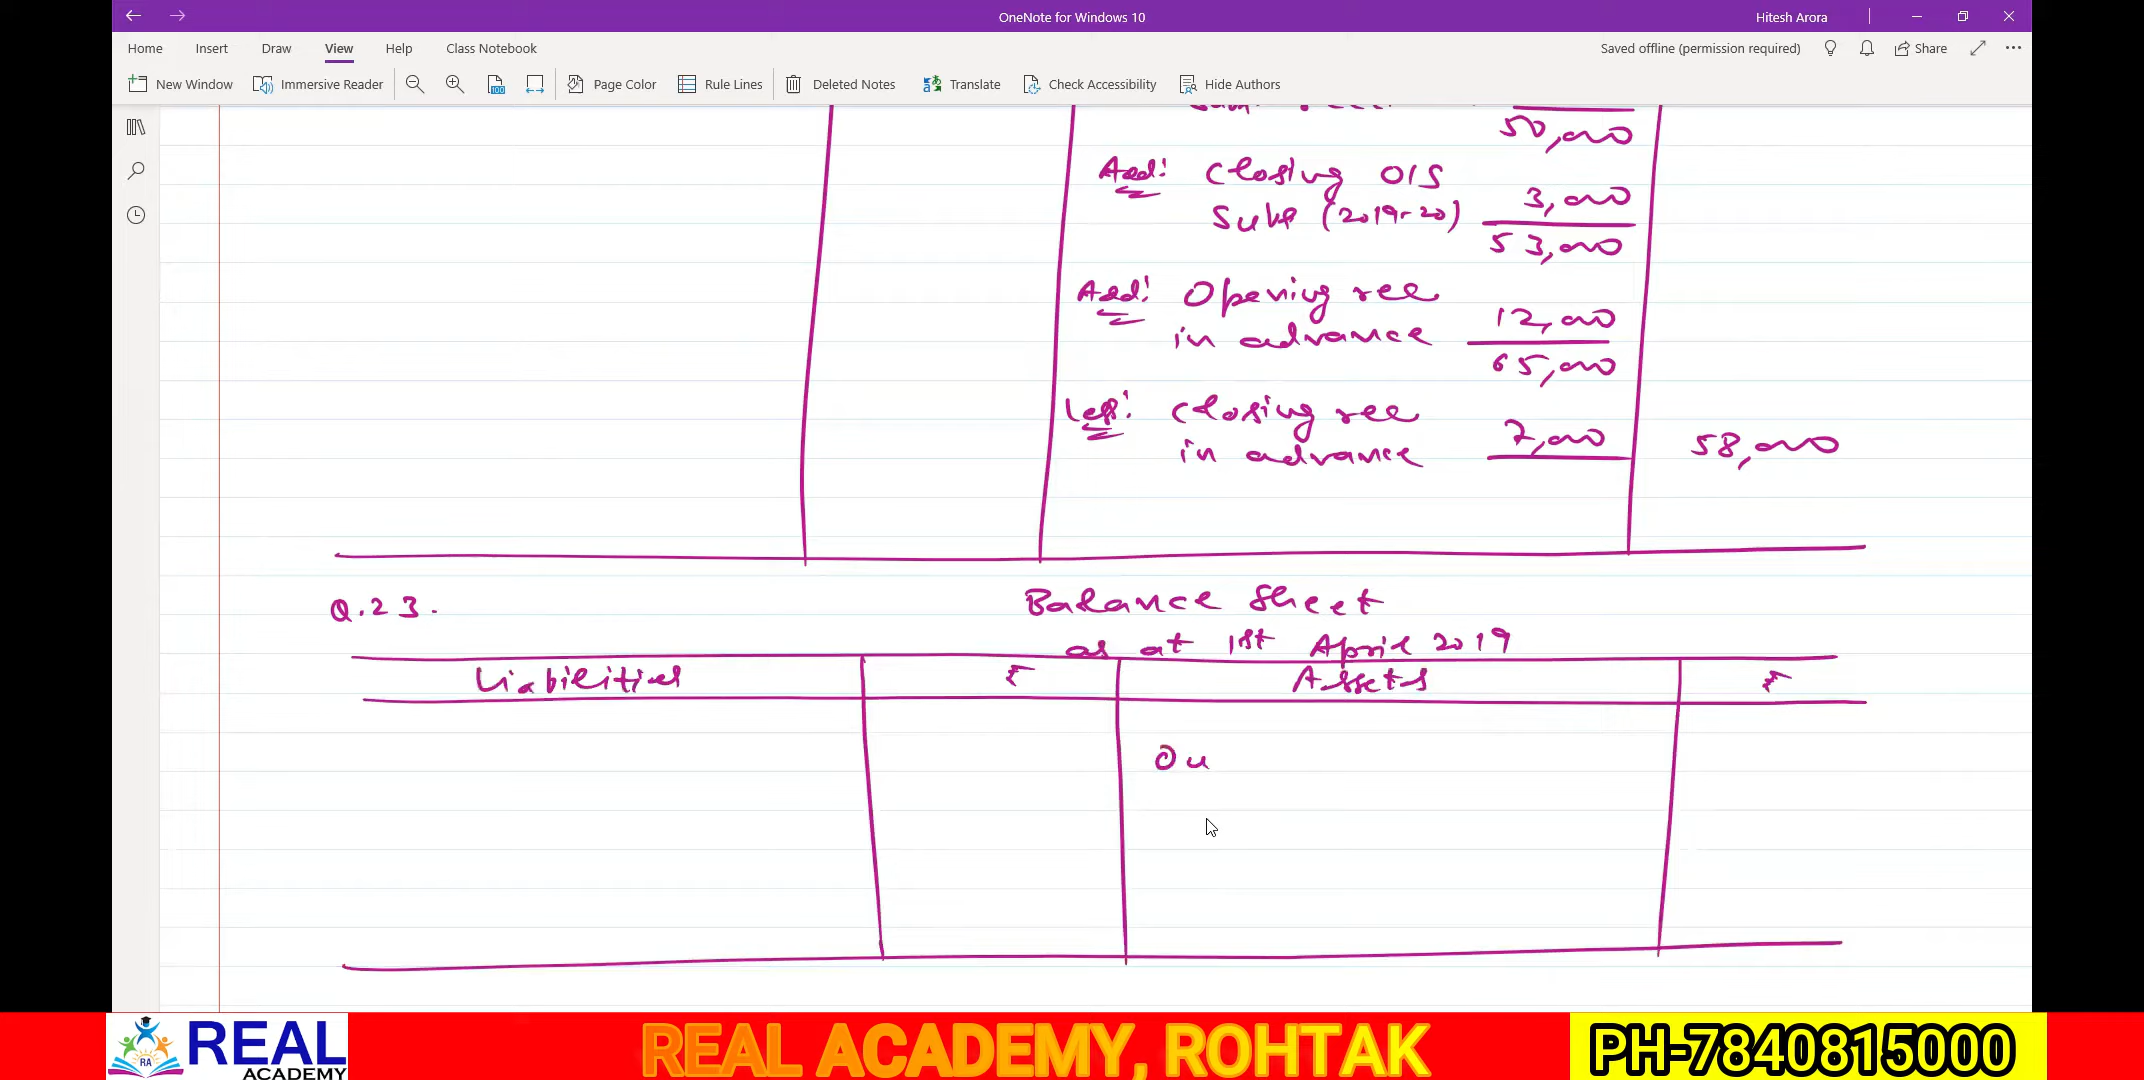 OneNote for Windows 10
Hitesh Arora
Home Insert Draw View Help Class Notebook
Saved offline (permission required) Share
New Window Immersive Reader 100 Page Color Rule Lines Deleted Notes Translate Check Accessibility Hide Authors
50,000
Add: Closing O/S
Subs (2019-20) 3,000
53,000
Add: Opening rec
in advance 12,000
65,000
Less: Closing rec
in advance 7,000 58,000
Q.23. Balance Sheet
as at 1st April 2019
Liabilities ₹ Assets ₹
Ou
RA REAL
ACADEMY
REAL ACADEMY, ROHTAK
PH-7840815000